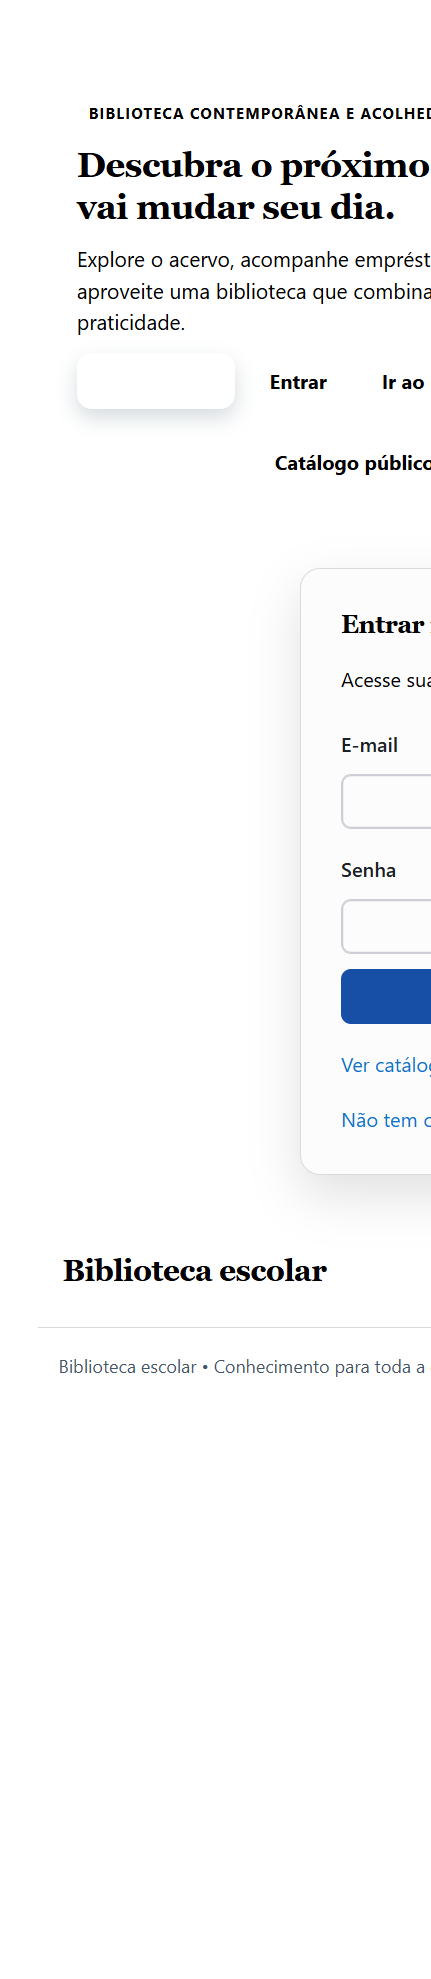 BIBLIOTECA CONTEMPORÂNEA E ACOLHED
Descubra o próximo
vai mudar seu dia.
Explore o acervo, acompanhe emprést
aproveite uma biblioteca que combina
praticidade.
Entrar
Ir ao
Catálogo público
Entrar
Acesse sua
E-mail
Senha
Ver catálog
Não tem c
Biblioteca escolar
Biblioteca escolar • Conhecimento para toda a